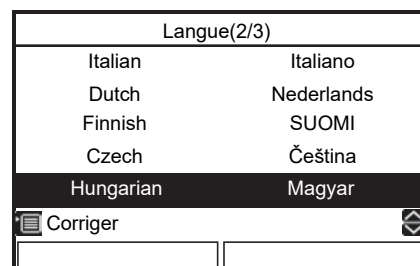 Langue(2/3)
Italian Italiano
Dutch Nederlands
Finnish SUOMI
Czech Čeština
Hungarian Magyar
Corriger